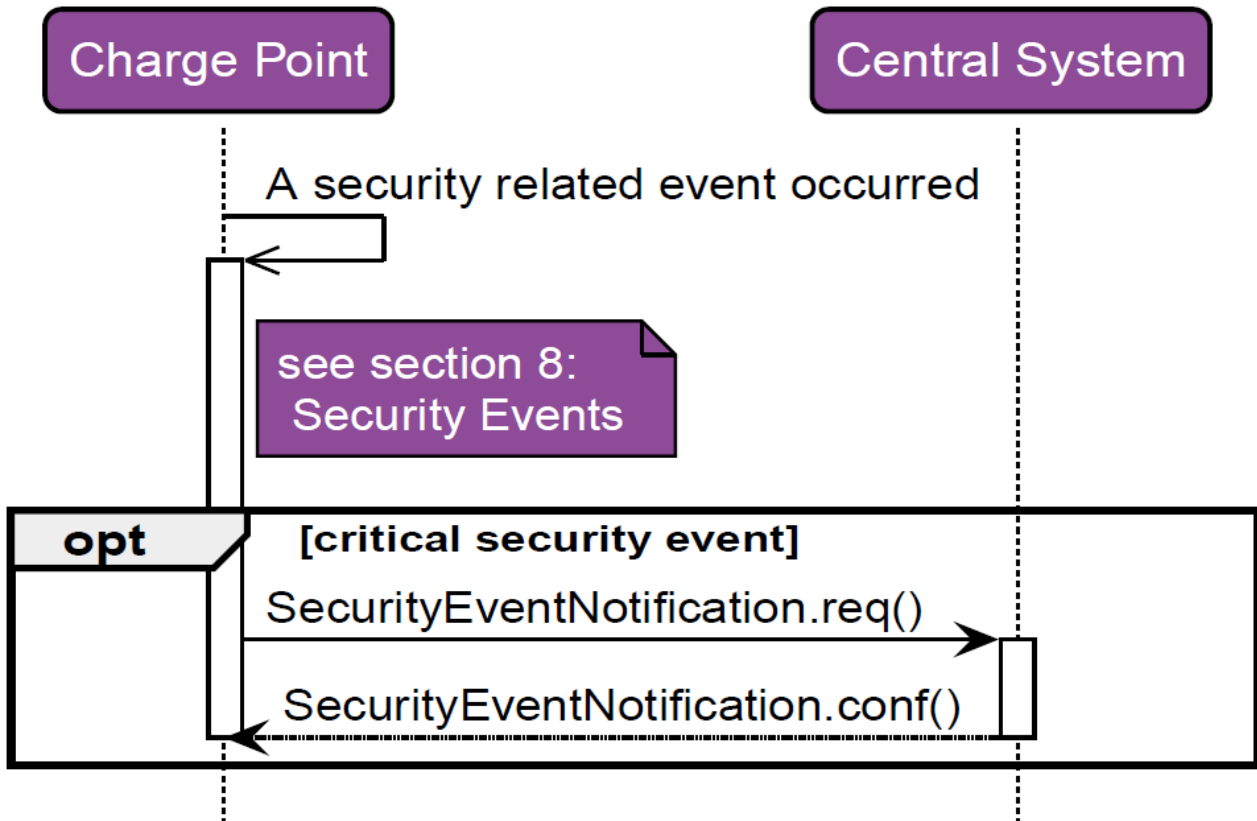 Charge Point
Central System
A security related event occurred
see section 8:
Security Events
opt
[critical security event]
SecurityEventNotification.req()
SecurityEventNotification.conf()